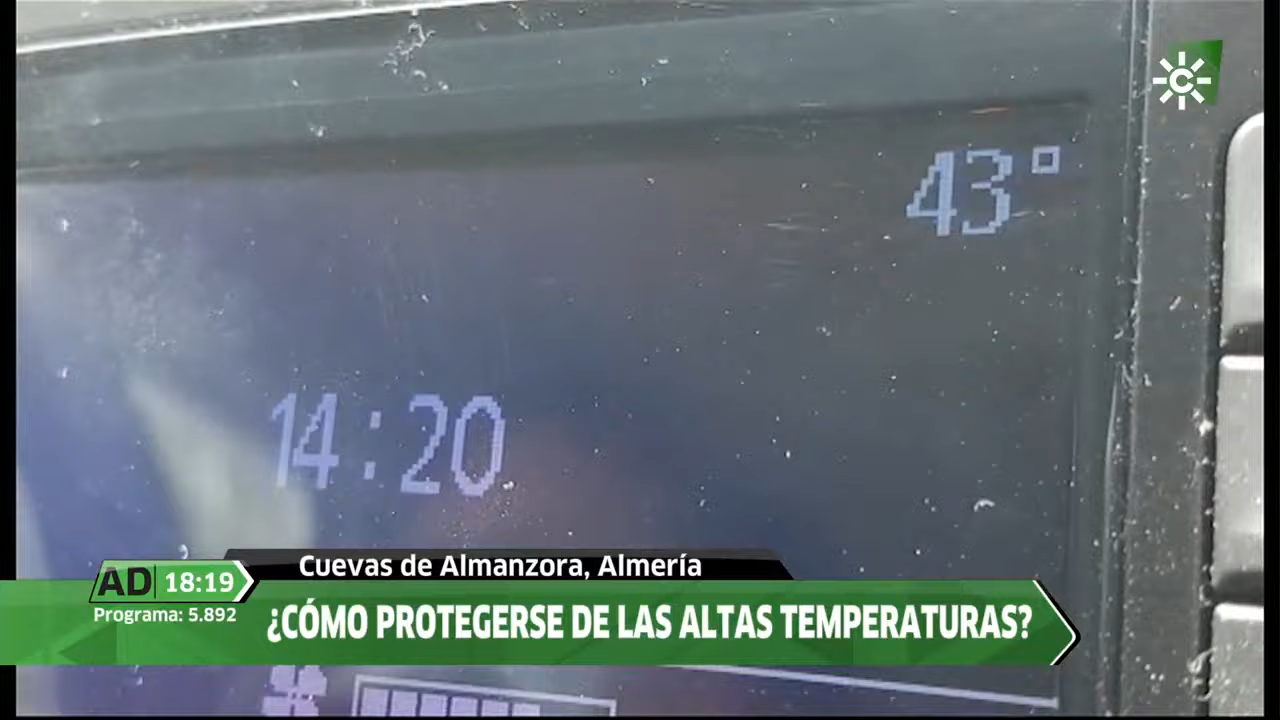 43°
14:20
Cuevas de Almanzora, Almería
AD 18:19
Programa: 5.892
¿CÓMO PROTEGERSE DE LAS ALTAS TEMPERATURAS?
C